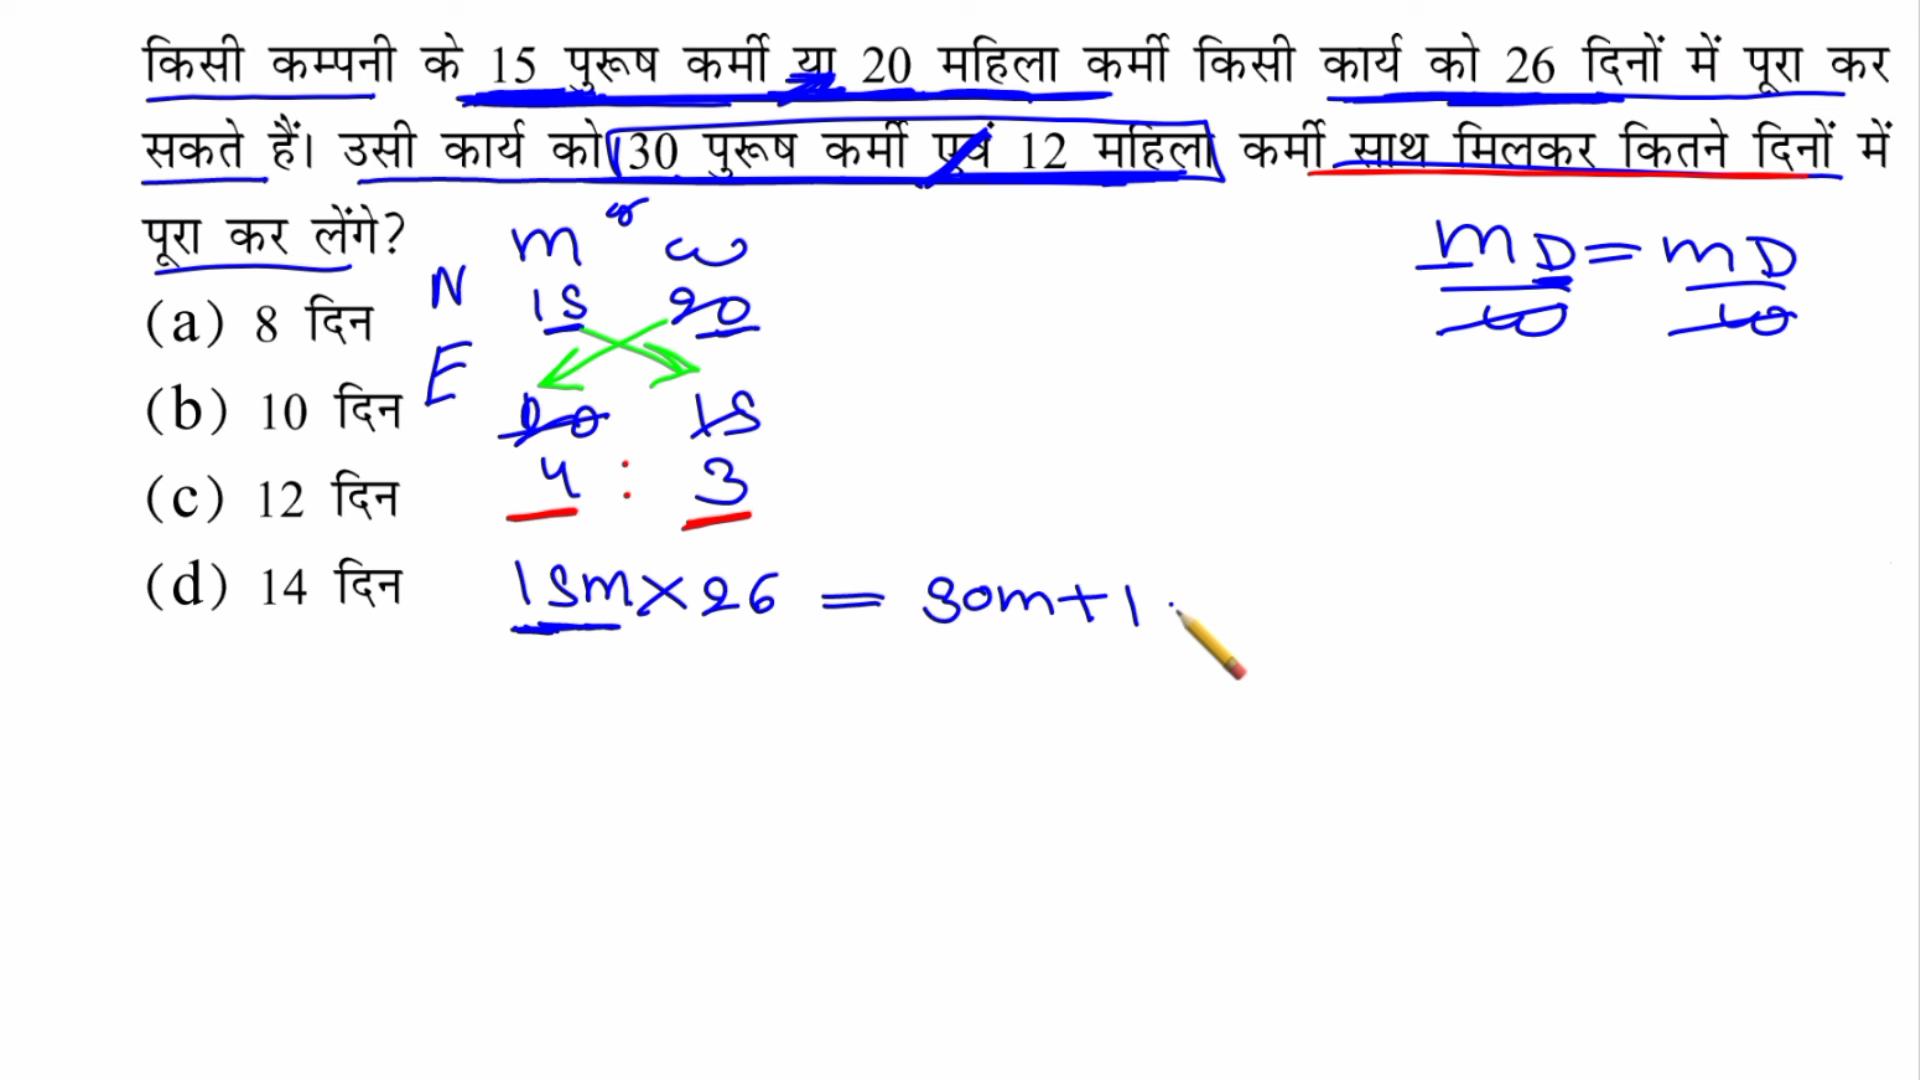 किसी कम्पनी के 15 पुरूष कर्मी या 20 महिला कर्मी किसी कार्य को 26 दिनों में पूरा कर
सकते हैं। उसी कार्य को 30 पुरूष कर्मी एवं 12 महिला कर्मी साथ मिलकर कितने दिनों में
पूरा कर लेंगे?
m or w
N 15 20
E 20 15
4 : 3
15m×26 = 30m+1
MD = MD
W W
(a) 8 दिन
(b) 10 दिन
(c) 12 दिन
(d) 14 दिन